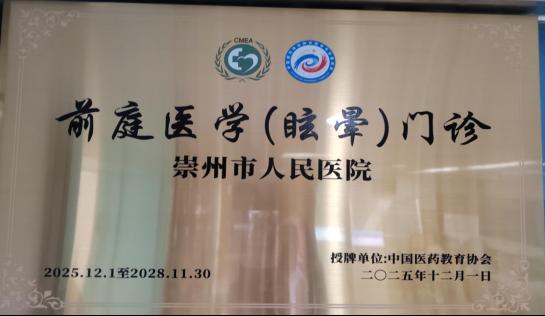 CMEA
前庭医学(眩晕)门诊
崇州市人民医院
授牌单位:中国医药教育协会
2025.12.1至2028.11.30
二〇二五年十二月一日